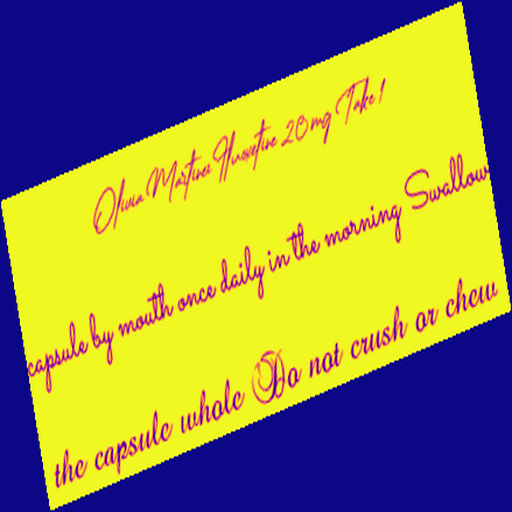 Olivia Martinez Fluoxetine 20mg Take 1
capsule by mouth once daily in the morning Swallow
the capsule whole Do not crush or chew